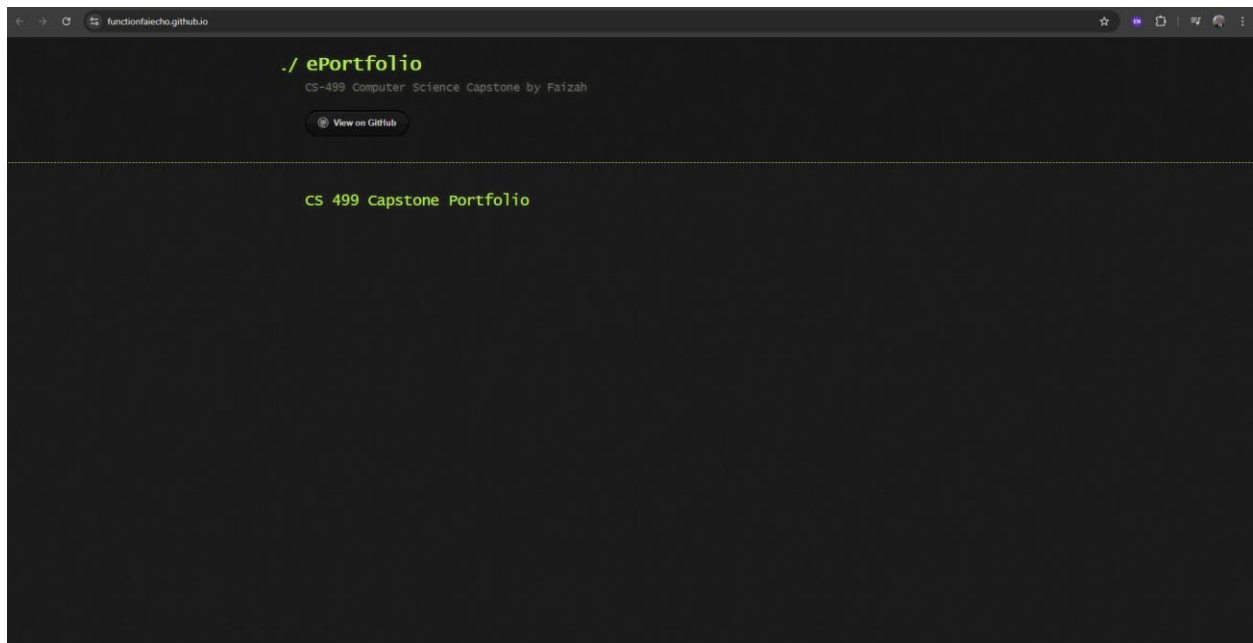 functionfaiecho.github.io
./ ePortfolio
CS-499 Computer Science Capstone by Faizah
View on GitHub
CS 499 Capstone Portfolio